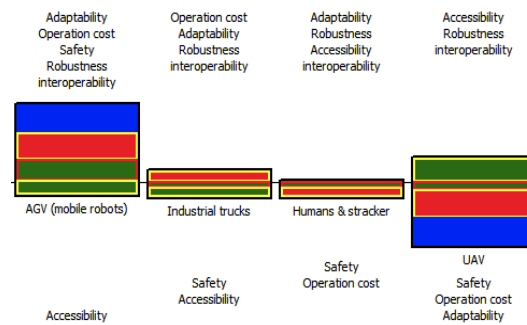 Adaptability
Operation cost
Safety
Robustness
interoperability
Operation cost
Adaptability
Robustness
interoperability
Adaptability
Robustness
Accessibility
interoperability
Accessibility
Robustness
interoperability
AGV (mobile robots)
Industrial trucks
Humans & stracker
UAV
Accessibility
Safety
Accessibility
Safety
Operation cost
Safety
Operation cost
Adaptability